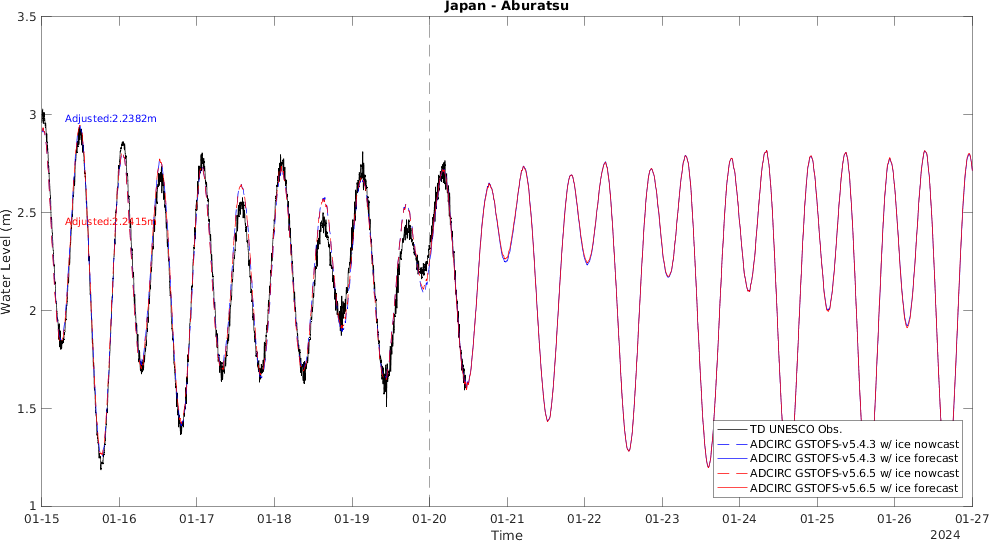 Japan - Aburatsu
3.5
3
2.5
2
1.5
1
Water Level (m)
Adjusted:2.2382m
Adjusted:2.2415m
TD UNESCO Obs.
ADCIRC GSTOFS-v5.4.3 w/ ice nowcast
ADCIRC GSTOFS-v5.4.3 w/ ice forecast
ADCIRC GSTOFS-v5.6.5 w/ ice nowcast
ADCIRC GSTOFS-v5.6.5 w/ ice forecast
01-15 01-16 01-17 01-18 01-19 01-20 01-21 01-22 01-23 01-24 01-25 01-26 01-27
Time
2024